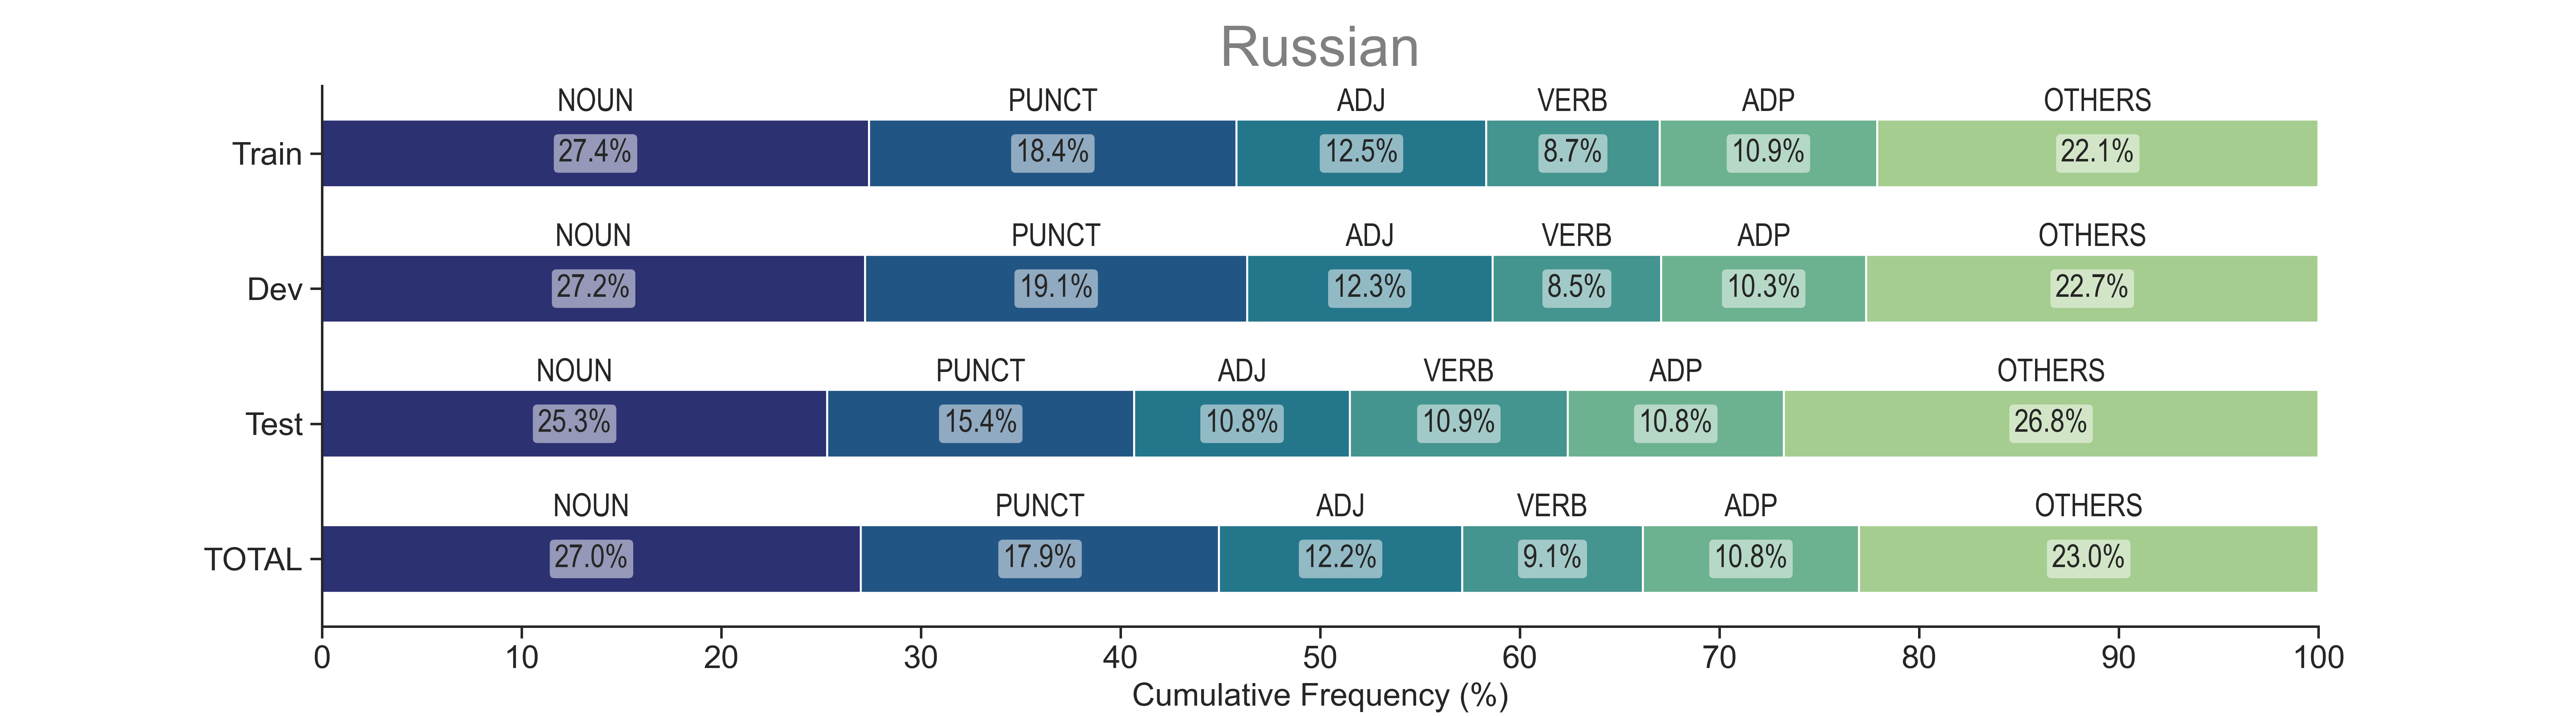 Russian
NOUN PUNCT ADJ VERB ADP OTHERS
Train 27.4% 18.4% 12.5% 8.7% 10.9% 22.1%
NOUN PUNCT ADJ VERB ADP OTHERS
Dev 27.2% 19.1% 12.3% 8.5% 10.3% 22.7%
NOUN PUNCT ADJ VERB ADP OTHERS
Test 25.3% 15.4% 10.8% 10.9% 10.8% 26.8%
NOUN PUNCT ADJ VERB ADP OTHERS
TOTAL 27.0% 17.9% 12.2% 9.1% 10.8% 23.0%
0 10 20 30 40 50 60 70 80 90 100
Cumulative Frequency (%)